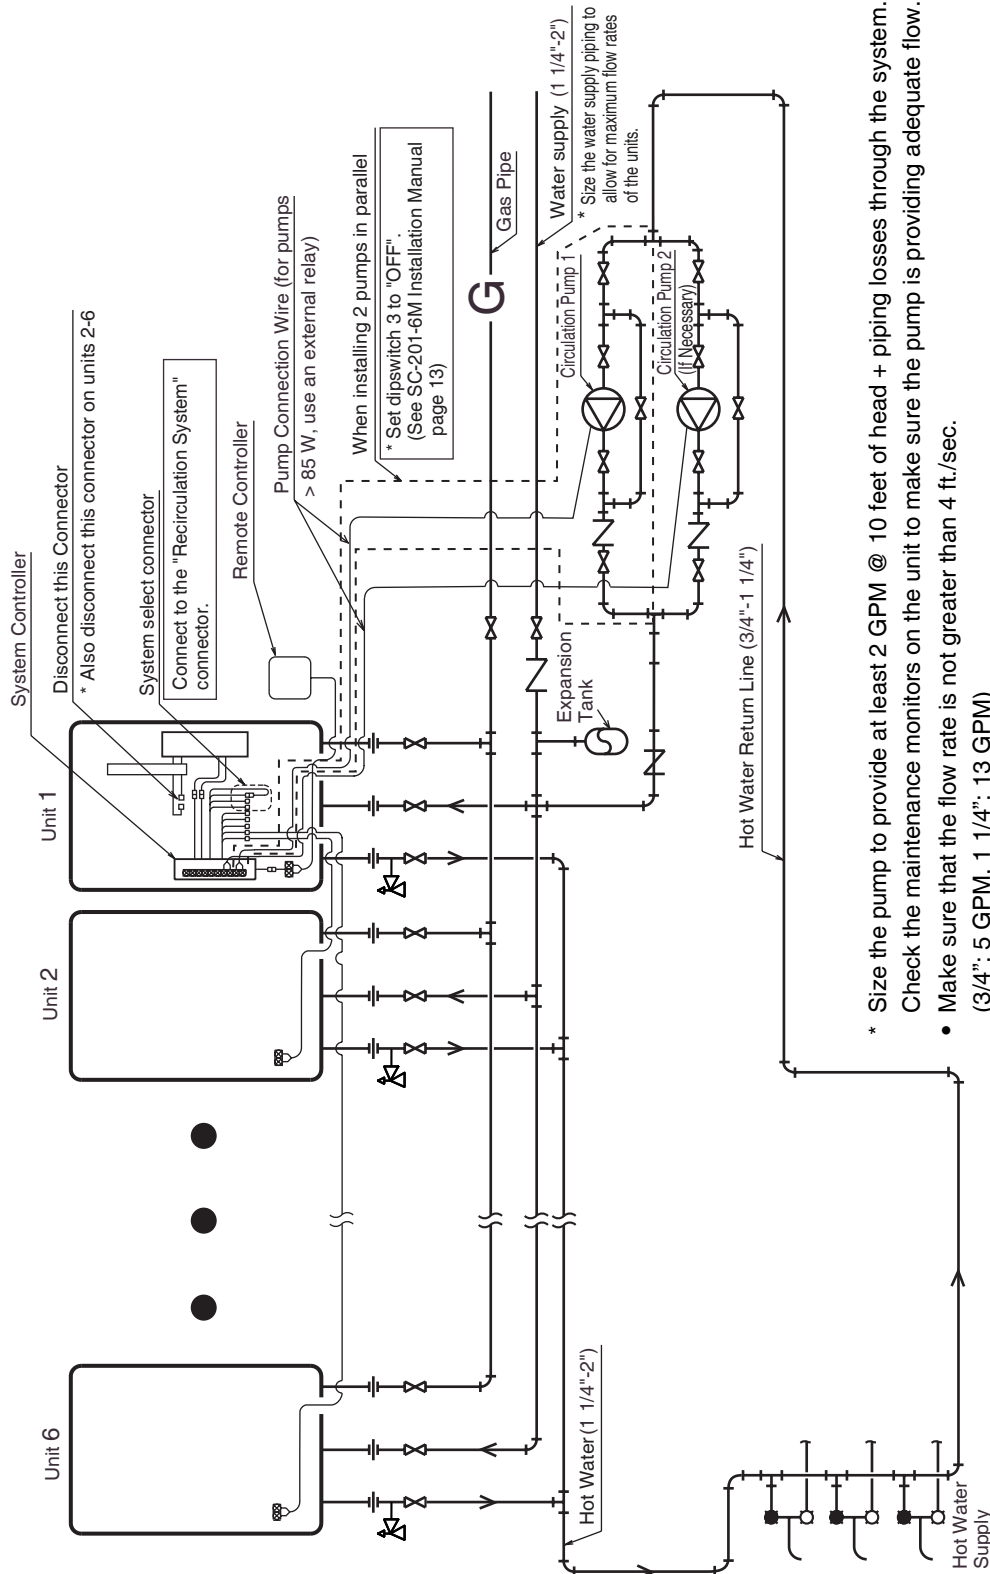 System Controller
Disconnect this Connector
* Also disconnect this connector on units 2-6
System select connector
Connect to the "Recirculation System"
connector.
Remote Controller
Pump Connection Wire (for pumps
> 85 W, use an external relay)
When installing 2 pumps in parallel
* Set dipswitch 3 to "OFF".
(See SC-201-6M Installation Manual
page 13)
G
Gas Pipe
Water supply (1 1/4"-2")
* Size the water supply piping to
allow for maximum flow rates
of the units.
Circulation Pump 1
Circulation Pump 2
(If Necessary)
Expansion
Tank
Unit 1
Unit 2
Unit 6
Hot Water (1 1/4"-2")
Hot Water Return Line (3/4"-1 1/4")
Hot Water
Supply
* Size the pump to provide at least 2 GPM @ 10 feet of head + piping losses through the system.
Check the maintenance monitors on the unit to make sure the pump is providing adequate flow.
• Make sure that the flow rate is not greater than 4 ft./sec.
(3/4": 5 GPM, 1 1/4": 13 GPM)